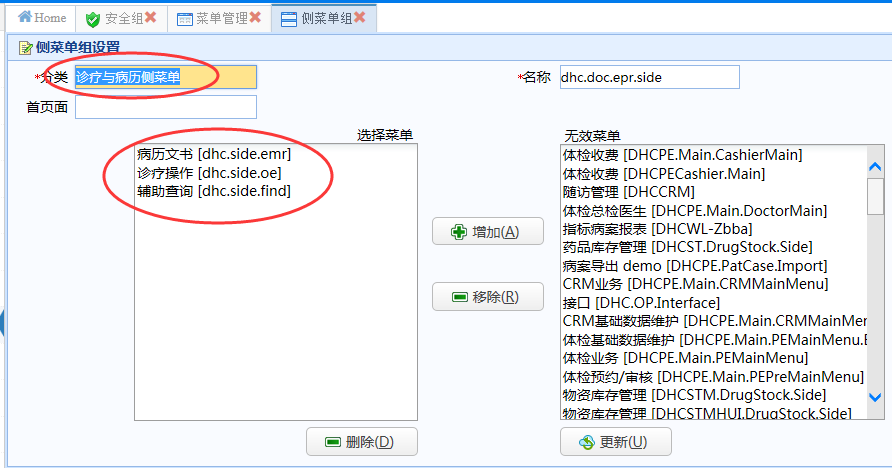 Home 安全组 菜单管理 侧菜单组
侧菜单组设置
*分类 诊疗与病历侧菜单 *名称 dhc.doc.epr.side
首页面
选择菜单 无效菜单
病历文书 [dhc.side.emr]
诊疗操作 [dhc.side.oe]
辅助查询 [dhc.side.find]
增加(A)
移除(R)
体检收费 [DHCPE.Main.CashierMain]
体检收费 [DHCPECashier.Main]
随访管理 [DHCCRM]
体检总检医生 [DHCPE.Main.DoctorMain]
指标病案报表 [DHCWL-Zbba]
药品库存管理 [DHCST.DrugStock.Side]
病案导出 demo [DHCPE.PatCase.Import]
CRM业务 [DHCPE.Main.CRMMainMenu]
接口 [DHC.OP.Interface]
CRM基础数据维护 [DHCPE.Main.CRMMainMer
体检基础数据维护 [DHCPE.Main.PEMainMenu.E
体检业务 [DHCPE.Main.PEMainMenu]
体检预约/审核 [DHCPE.Main.PEPreMainMenu]
物资库存管理 [DHCSTM.DrugStock.Side]
物资库存管理 [DHCSTMHUI.DrugStock.Side]
删除(D) 更新(U)